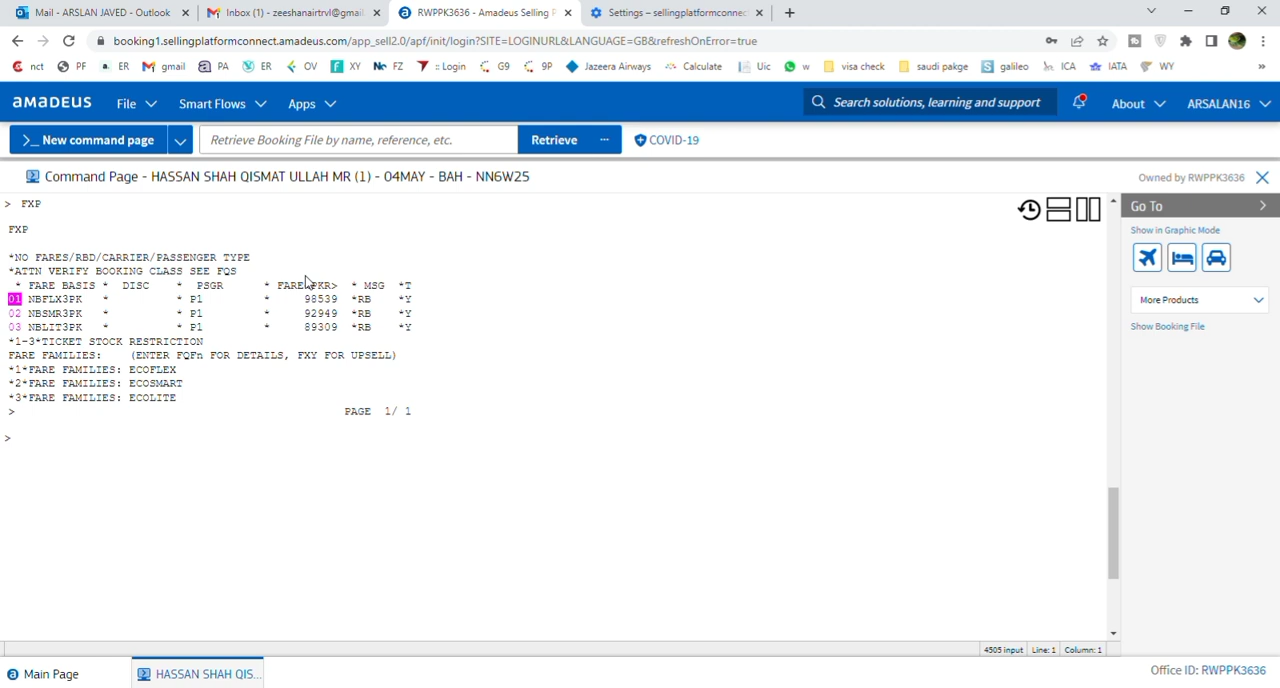 Mail - ARSLAN JAVED - Outlook
Inbox (1) - zeeshanairtrvl@gmail.
RWPPK3636 - Amadeus Selling P
Settings – sellingplatformconnec
booking1.sellingplatformconnect.amadeus.com/app_sell2.0/apf/init/login?SITE=LOGINURL&LANGUAGE=GB&refreshOnError=true
nct PF ER gmail PA ER OV XY FZ :: Login G9 9P Jazeera Airways Calculate Uic w visa check saudi pakge galileo ICA IATA WY »
amadeus File Smart Flows Apps Search solutions, learning and support About ARSALAN16
>_ New command page Retrieve Booking File by name, reference, etc. Retrieve ... COVID-19
Command Page - HASSAN SHAH QISMAT ULLAH MR (1) - 04MAY - BAH - NN6W25 Owned by RWPPK3636
> FXP
FXP
*NO FARES/RBD/CARRIER/PASSENGER TYPE
*ATTN VERIFY BOOKING CLASS SEE FQS
* FARE BASIS * DISC * PSGR * FARE<PKR> * MSG *T
01 NBFLX3PK * * P1 * 98539 *RB *Y
02 NBSMR3PK * * P1 * 92949 *RB *Y
03 NBLIT3PK * * P1 * 89309 *RB *Y
*1-3*TICKET STOCK RESTRICTION
FARE FAMILIES: (ENTER FQFn FOR DETAILS, FXY FOR UPSELL)
*1*FARE FAMILIES: ECOFLEX
*2*FARE FAMILIES: ECOSMART
*3*FARE FAMILIES: ECOLITE
> PAGE 1/ 1
>
Go To
Show in Graphic Mode
More Products
Show Booking File
4505 input Line: 1 Column: 1
Main Page HASSAN SHAH QIS... Office ID: RWPPK3636